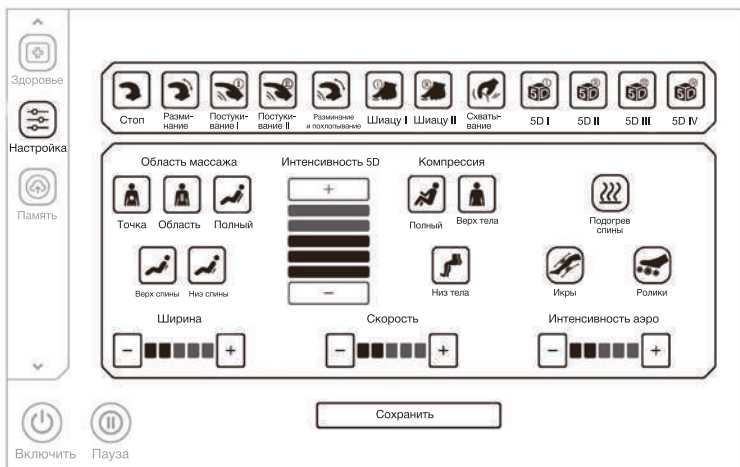 Здоровье
Настройка
Память
Стоп
Разми-
нание
Постуки-
вание I
Постуки-
вание II
Разминание
и похлопывание
Шиацу I
Шиацу II
Схваты-
вание
5D I
5D II
5D III
5D IV
Область массажа
Интенсивность 5D
Компрессия
+
Точка
Область
Полный
Полный
Верх тела
Подогрев
спины
Верх спины
Низ спины
−
Низ тела
Икры
Ролики
Ширина
Скорость
Интенсивность аэро
− +
− +
− +
Сохранить
Включить
Пауза